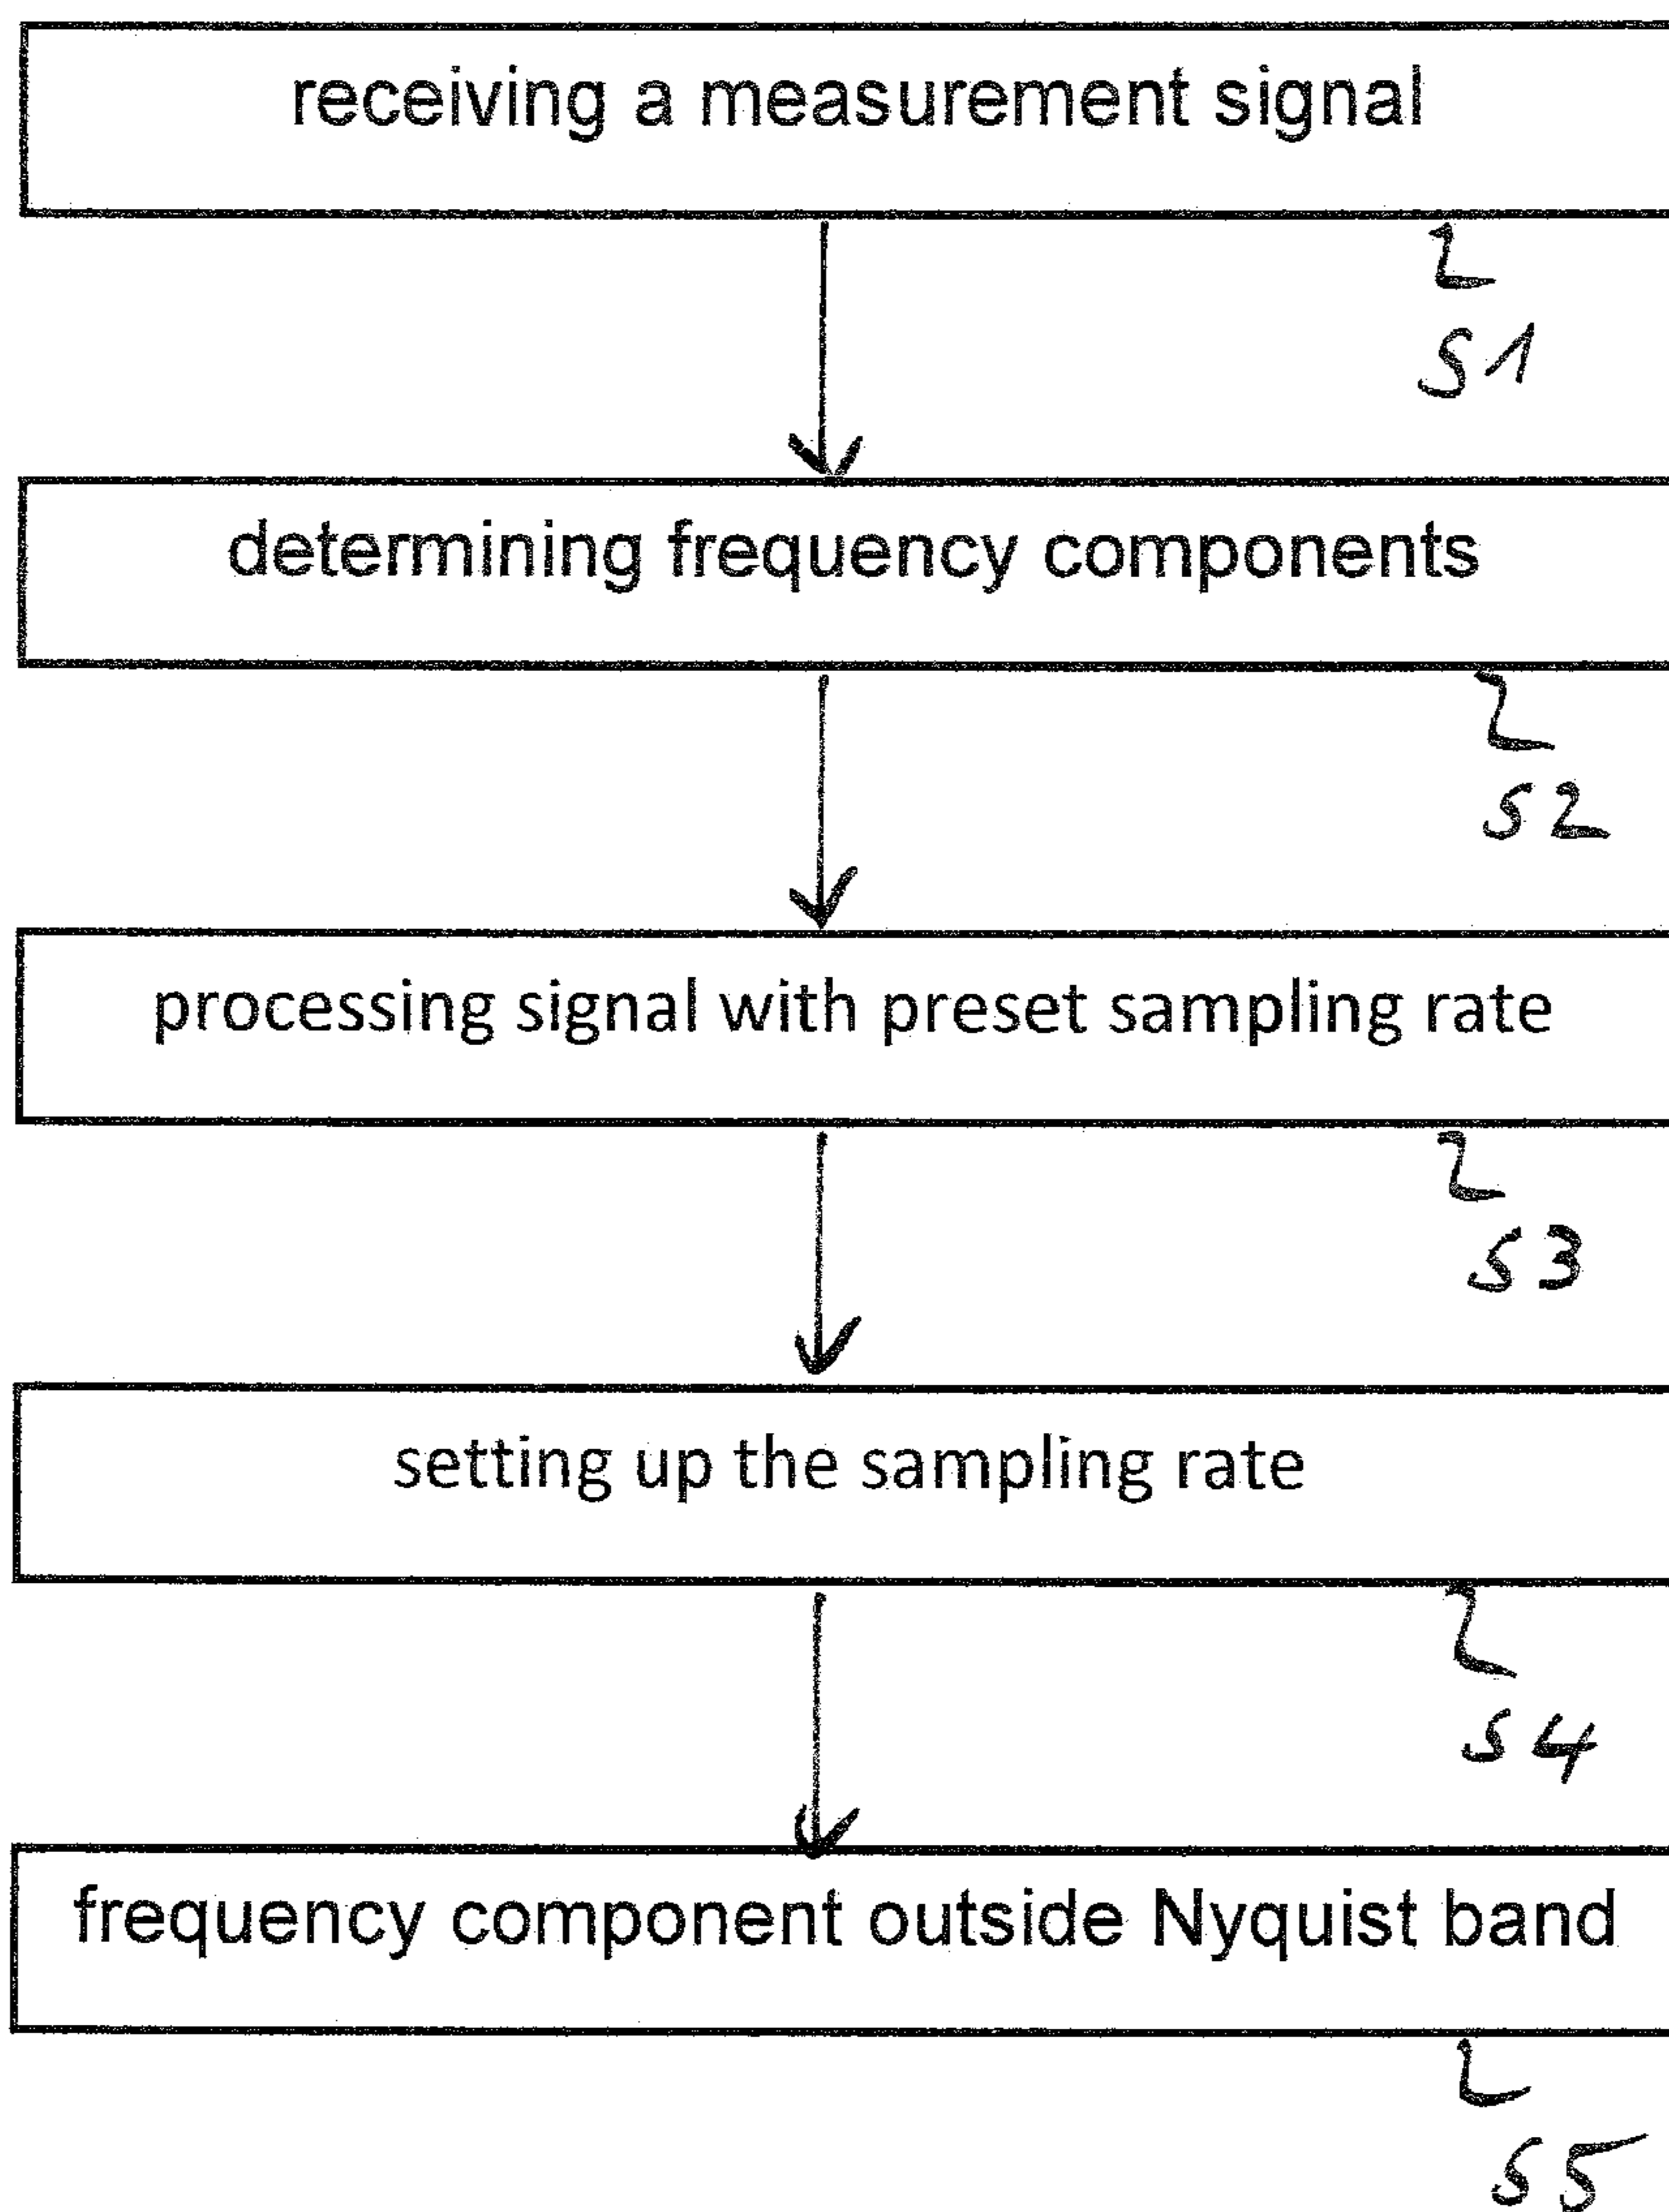 receiving a measurement signal
S1
determining frequency components
S2
processing signal with preset sampling rate
S3
setting up the sampling rate
S4
frequency component outside Nyquist band
S5